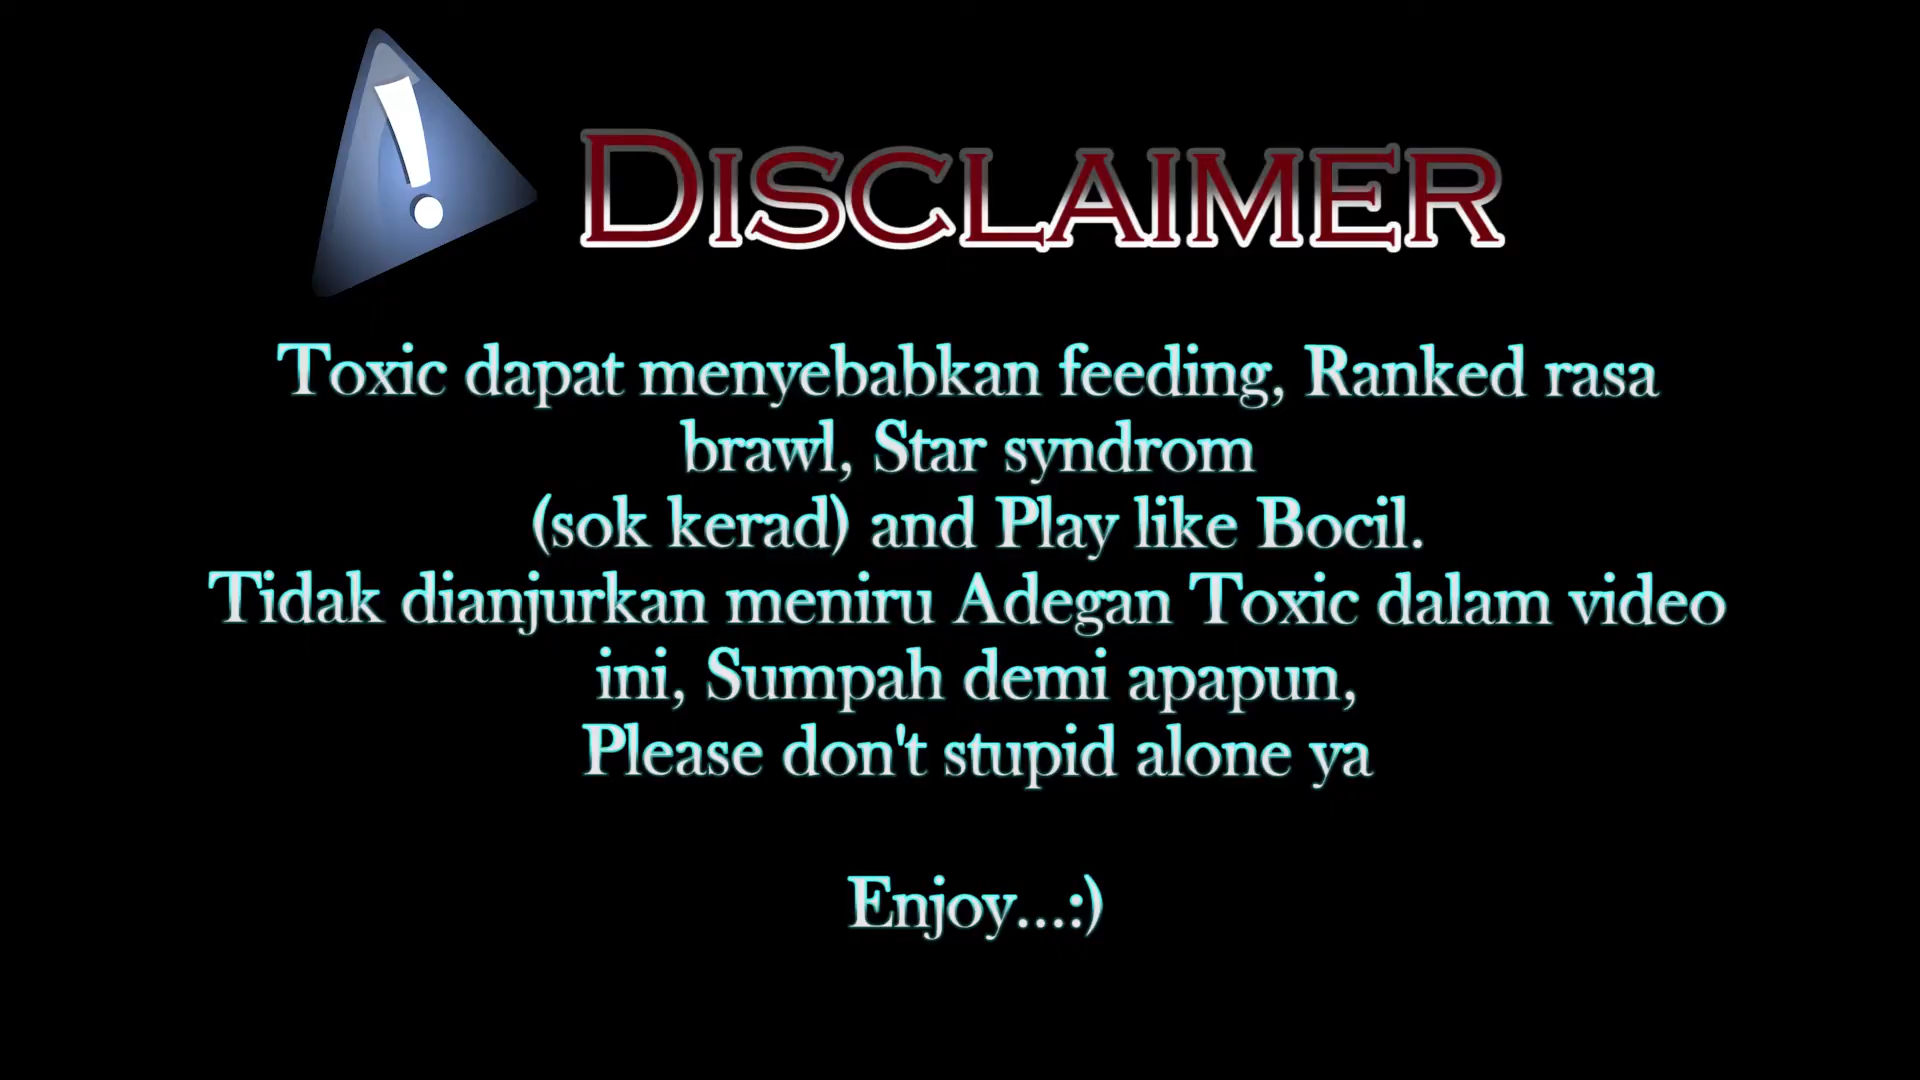 DISCLAIMER
Toxic dapat menyebabkan feeding, Ranked rasa
brawl, Star syndrom
(sok kerad) and Play like Bocil.
Tidak dianjurkan meniru Adegan Toxic dalam video
ini, Sumpah demi apapun,
Please don't stupid alone ya
Enjoy...:)